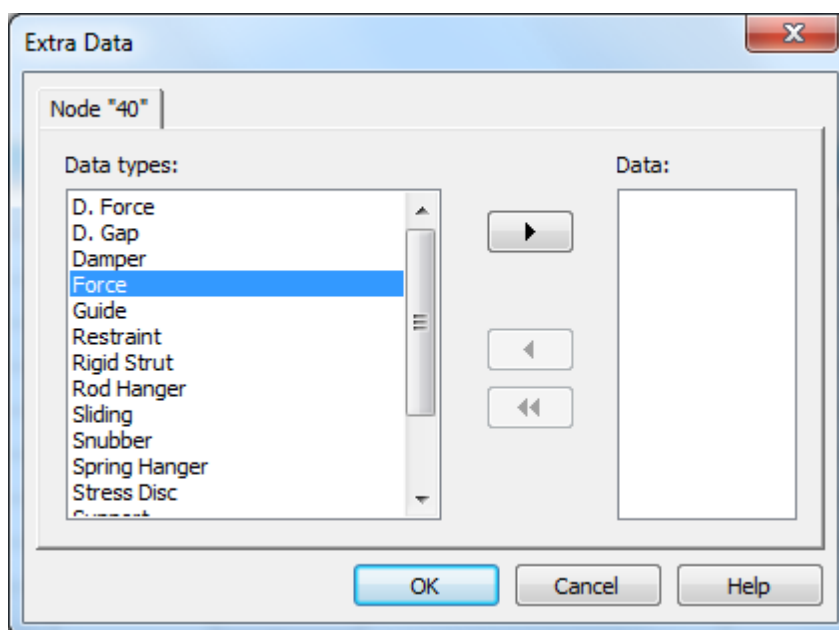 Extra Data
Node "40"
Data types:
Data:
D. Force
D. Gap
Damper
Force
Guide
Restraint
Rigid Strut
Rod Hanger
Sliding
Snubber
Spring Hanger
Stress Disc
OK
Cancel
Help